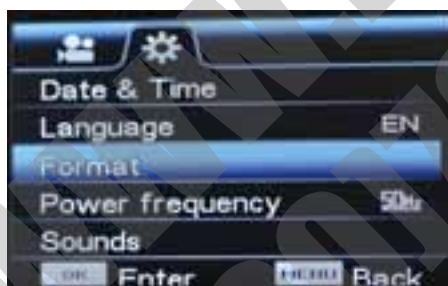 Date & Time
Language EN
Format
Power frequency 50Hz
Sounds
OK Enter MENU Back